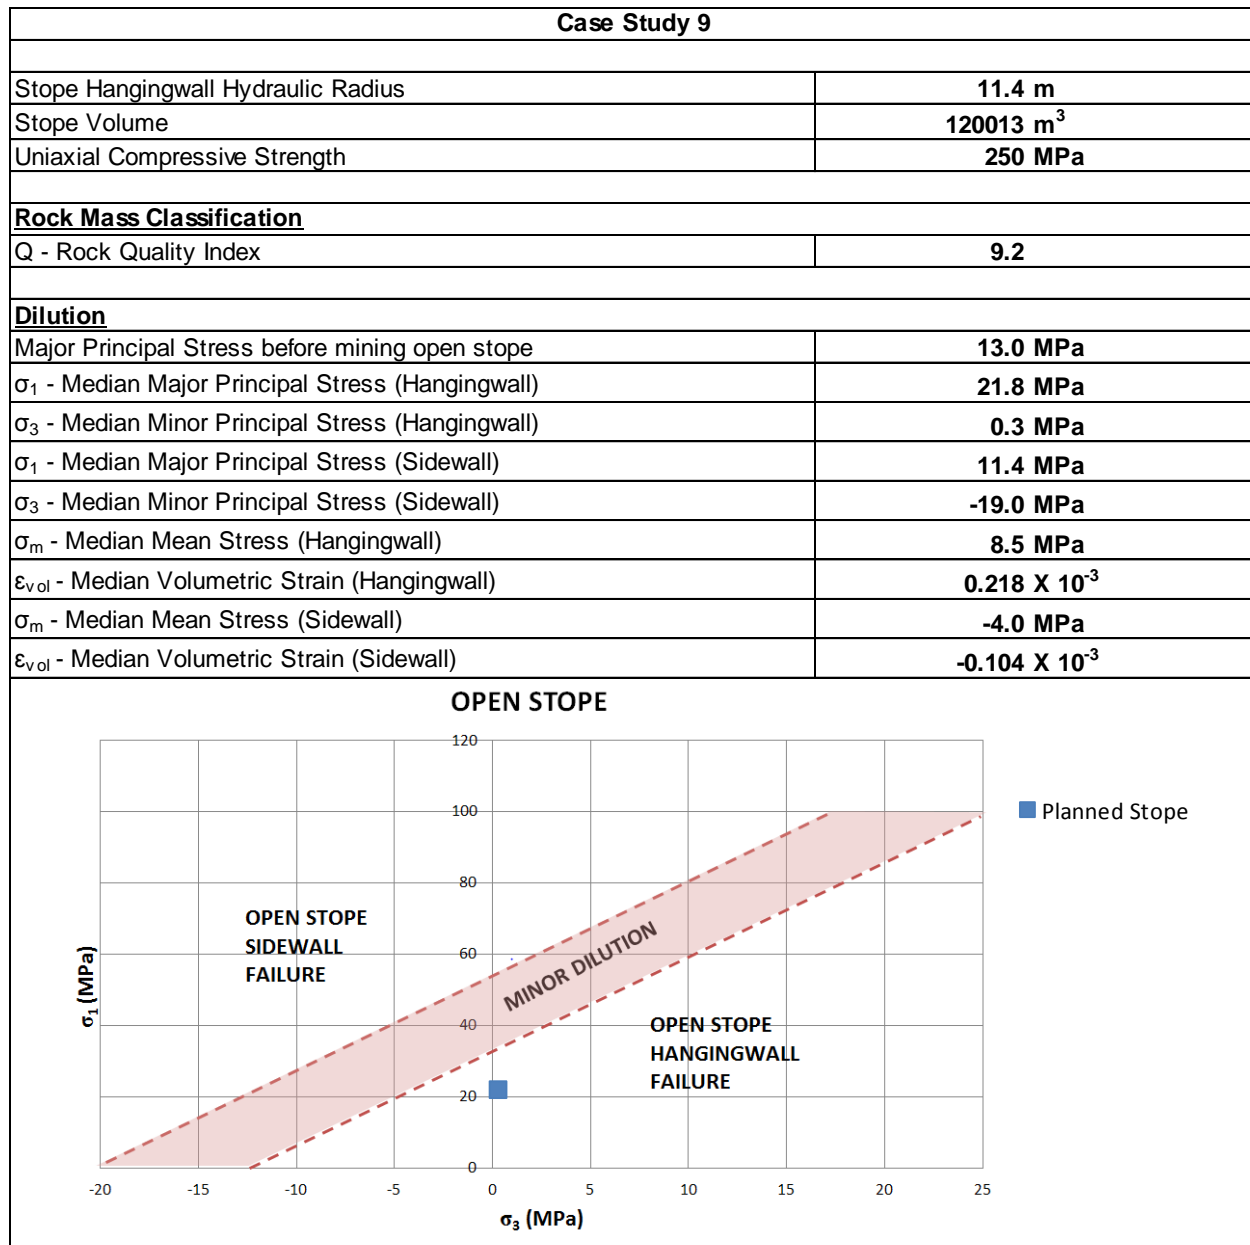 Case Study 9
Stope Hangingwall Hydraulic Radius 11.4 m
Stope Volume 120013 m³
Uniaxial Compressive Strength 250 MPa
Rock Mass Classification
Q - Rock Quality Index 9.2
Dilution
Major Principal Stress before mining open stope 13.0 MPa
σ₁ - Median Major Principal Stress (Hangingwall) 21.8 MPa
σ₃ - Median Minor Principal Stress (Hangingwall) 0.3 MPa
σ₁ - Median Major Principal Stress (Sidewall) 11.4 MPa
σ₃ - Median Minor Principal Stress (Sidewall) -19.0 MPa
σₘ - Median Mean Stress (Hangingwall) 8.5 MPa
εᵥₒₗ - Median Volumetric Strain (Hangingwall) 0.218 X 10⁻³
σₘ - Median Mean Stress (Sidewall) -4.0 MPa
εᵥₒₗ - Median Volumetric Strain (Sidewall) -0.104 X 10⁻³
OPEN STOPE
120
100
80
60
40
20
0
σ₁ (MPa)
OPEN STOPE
SIDEWALL
FAILURE
MINOR DILUTION
OPEN STOPE
HANGINGWALL
FAILURE
Planned Stope
-20 -15 -10 -5 0 5 10 15 20 25
σ₃ (MPa)